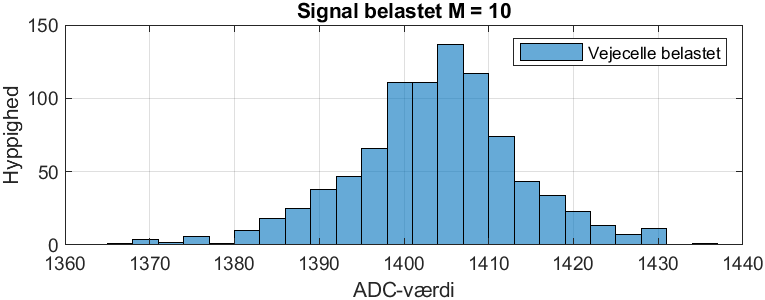 Signal belastet M = 10
150
100
50
0
Hyppighed
Vejecelle belastet
1360 1370 1380 1390 1400 1410 1420 1430 1440
ADC-værdi